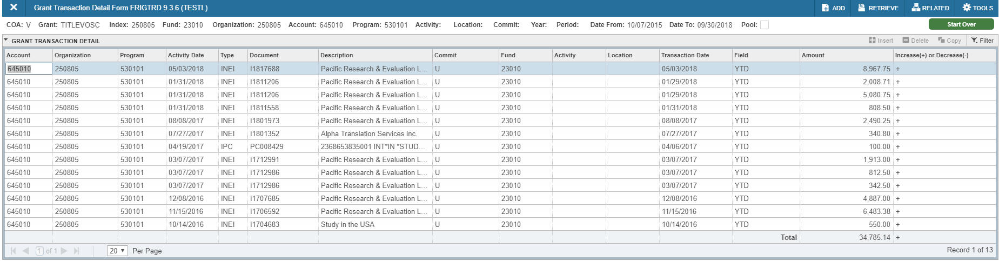 Grant Transaction Detail Form FRIGTRD 9.3.6 (TESTL) ADD RETRIEVE RELATED TOOLS
COA: V Grant: TITLEVOSC Index: 250805 Fund: 23010 Organization: 250805 Account: 645010 Program: 530101 Activity: Location: Commit: Year: Period: Date From: 10/07/2015 Date To: 09/30/2018 Pool: Start Over
GRANT TRANSACTION DETAIL Insert Delete Copy Filter
Account Organization Program Activity Date Type Document Description Commit Fund Activity Location Transaction Date Field Amount Increase(+) or Decrease(-)
645010 250805 530101 05/03/2018 INEI I1817688 Pacific Research & Evaluation L... U 23010 05/03/2018 YTD 8,967.75 +
645010 250805 530101 01/31/2018 INEI I1811206 Pacific Research & Evaluation L... U 23010 01/29/2018 YTD 2,008.71 +
645010 250805 530101 01/31/2018 INEI I1811206 Pacific Research & Evaluation L... U 23010 01/29/2018 YTD 5,080.75 +
645010 250805 530101 01/31/2018 INEI I1811558 Pacific Research & Evaluation L... U 23010 01/31/2018 YTD 808.50 +
645010 250805 530101 08/08/2017 INEI I1801973 Pacific Research & Evaluation L... U 23010 08/08/2017 YTD 2,490.25 +
645010 250805 530101 07/27/2017 INEI I1801352 Alpha Translation Services Inc. U 23010 07/27/2017 YTD 340.80 +
645010 250805 530101 04/19/2017 IPC PC008429 2368653835001 INT*IN *STUD... U 23010 04/06/2017 YTD 100.00 +
645010 250805 530101 03/07/2017 INEI I1712991 Pacific Research & Evaluation L... U 23010 03/07/2017 YTD 1,913.00 +
645010 250805 530101 03/07/2017 INEI I1712986 Pacific Research & Evaluation L... U 23010 03/07/2017 YTD 812.50 +
645010 250805 530101 03/07/2017 INEI I1712986 Pacific Research & Evaluation L... U 23010 03/07/2017 YTD 342.50 +
645010 250805 530101 12/08/2016 INEI I1707685 Pacific Research & Evaluation L... U 23010 12/08/2016 YTD 4,887.00 +
645010 250805 530101 11/15/2016 INEI I1706592 Pacific Research & Evaluation L... U 23010 11/15/2016 YTD 6,483.38 +
645010 250805 530101 10/14/2016 INEI I1704683 Study in the USA U 23010 10/14/2016 YTD 550.00 +
Total 34,785.14 +
1 of 1 20 Per Page Record 1 of 13